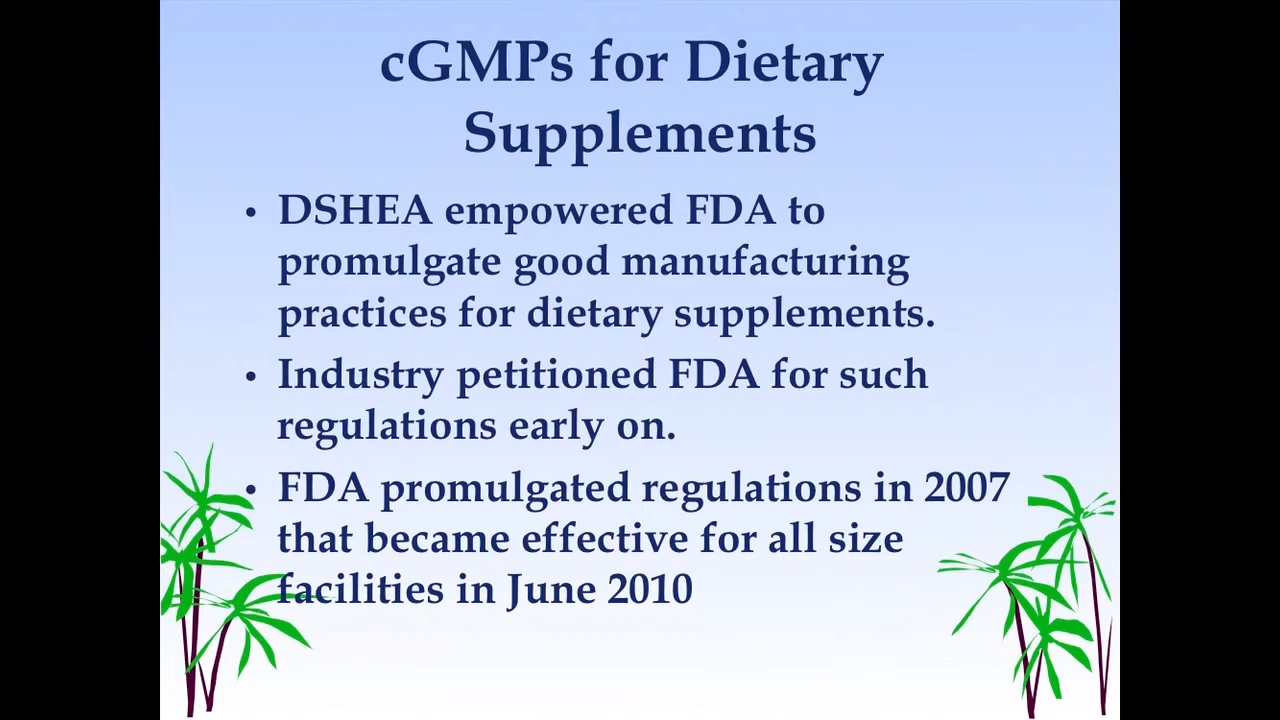 cGMPs for Dietary
Supplements
• DSHEA empowered FDA to
promulgate good manufacturing
practices for dietary supplements.
• Industry petitioned FDA for such
regulations early on.
• FDA promulgated regulations in 2007
that became effective for all size
facilities in June 2010